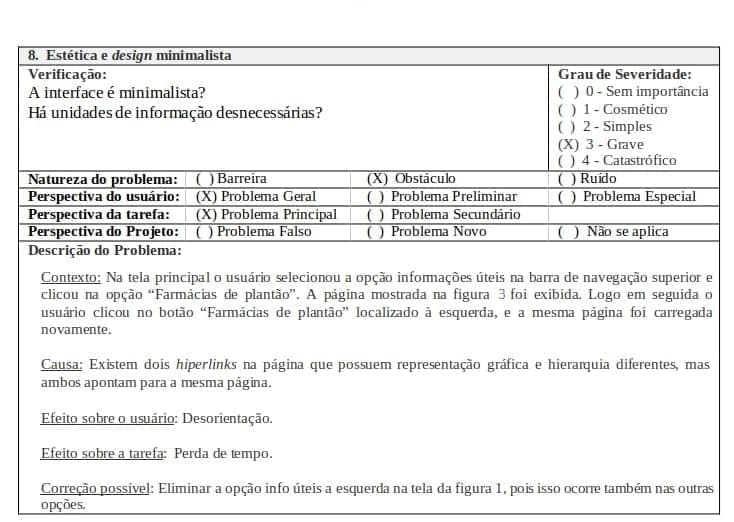 8. Estética e design minimalista
Verificação:
A interface é minimalista?
Há unidades de informação desnecessárias?
Grau de Severidade:
( ) 0 - Sem importância
( ) 1 - Cosmético
( ) 2 - Simples
(X) 3 - Grave
( ) 4 - Catastrófico
Natureza do problema: ( ) Barreira (X) Obstáculo ( ) Ruído
Perspectiva do usuário: (X) Problema Geral ( ) Problema Preliminar ( ) Problema Especial
Perspectiva da tarefa: (X) Problema Principal ( ) Problema Secundário
Perspectiva do Projeto: ( ) Problema Falso ( ) Problema Novo ( ) Não se aplica
Descrição do Problema:
Contexto: Na tela principal o usuário selecionou a opção informações úteis na barra de navegação superior e
clicou na opção “Farmácias de plantão”. A página mostrada na figura 3 foi exibida. Logo em seguida o
usuário clicou no botão “Farmácias de plantão” localizado à esquerda, e a mesma página foi carregada
novamente.
Causa: Existem dois hiperlinks na página que possuem representação gráfica e hierarquia diferentes, mas
ambos apontam para a mesma página.
Efeito sobre o usuário: Desorientação.
Efeito sobre a tarefa: Perda de tempo.
Correção possível: Eliminar a opção info úteis a esquerda na tela da figura 1, pois isso ocorre também nas outras
opções.